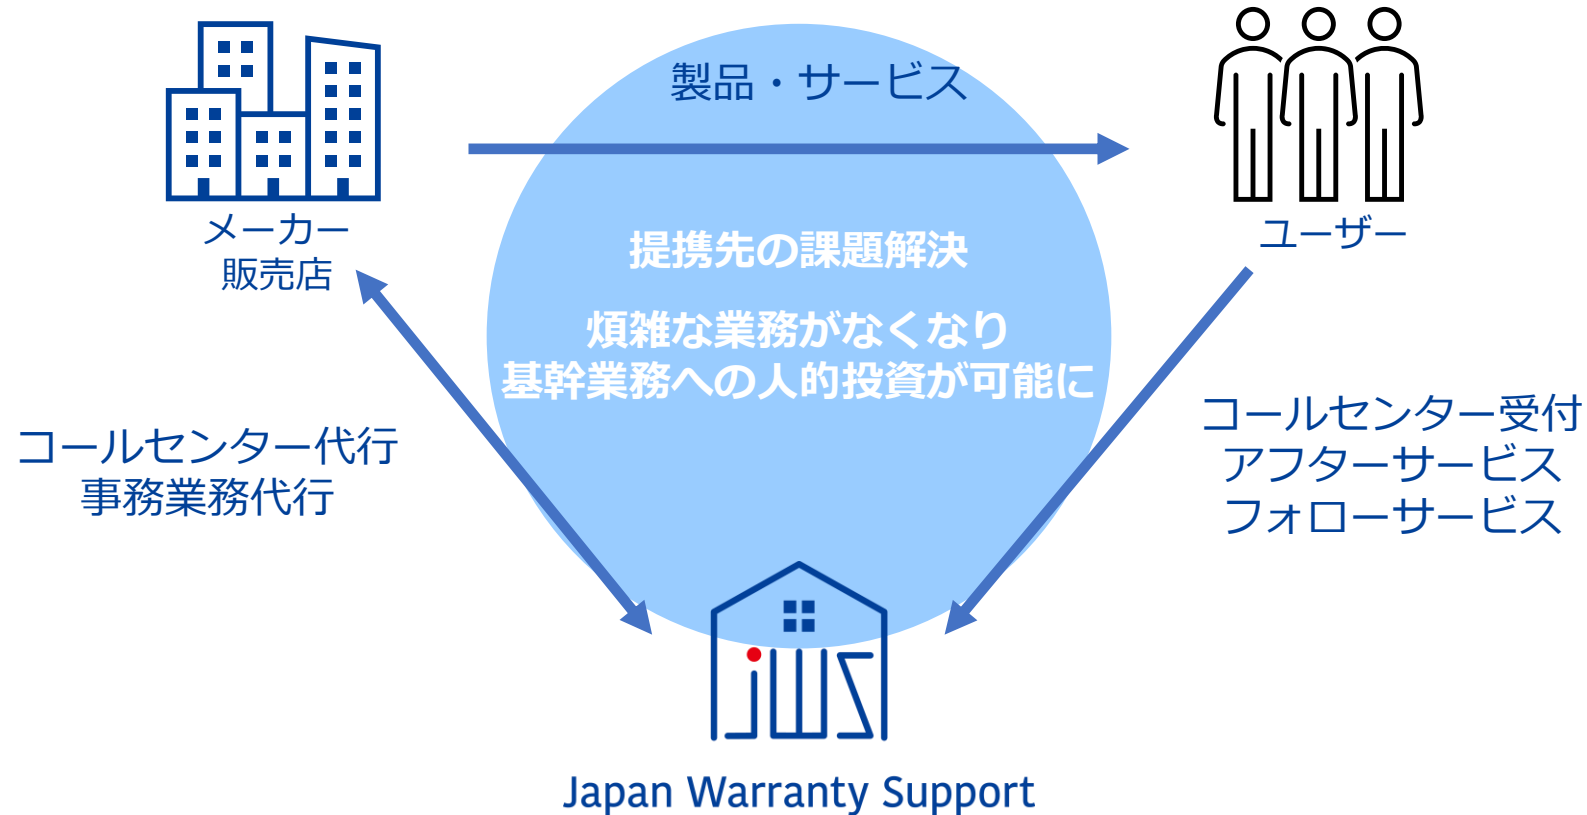 製品・サービス
メーカー
販売店
ユーザー
提携先の課題解決
煩雑な業務がなくなり
基幹業務への人的投資が可能に
コールセンター代行
事務業務代行
コールセンター受付
アフターサービス
フォローサービス
jws
Japan Warranty Support